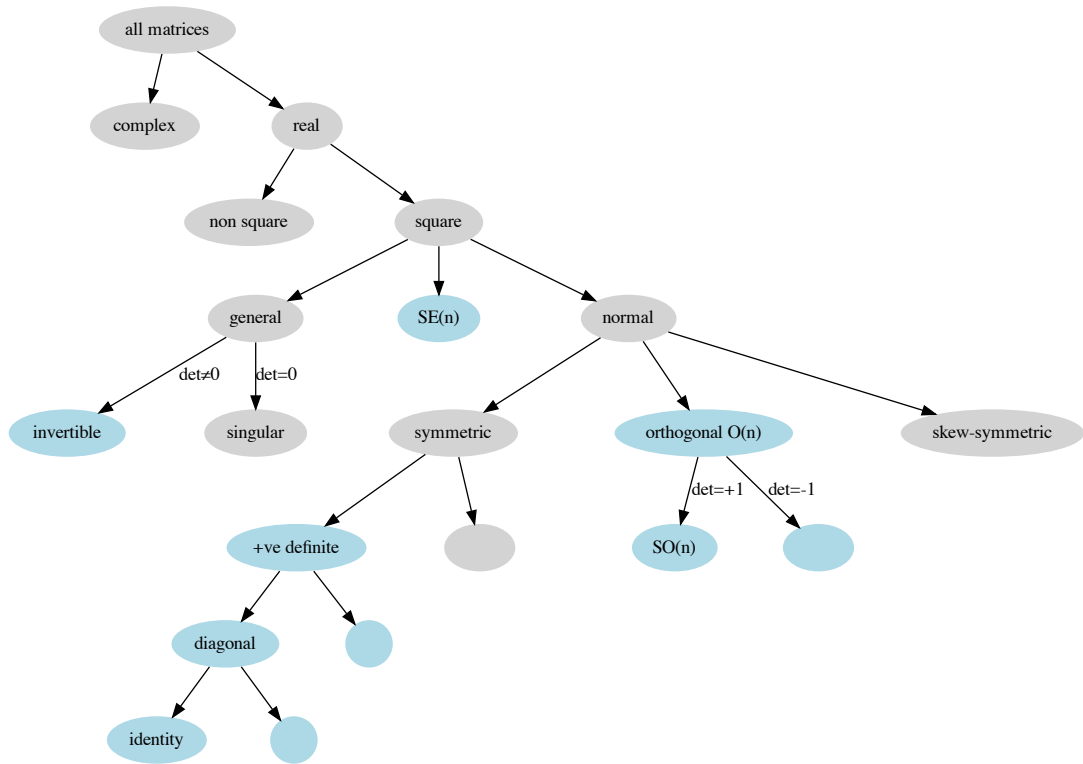 all matrices
complex
real
non square
square
general
SE(n)
normal
det≠0
det=0
invertible
singular
symmetric
orthogonal O(n)
skew-symmetric
det=+1
det=-1
+ve definite
SO(n)
diagonal
identity